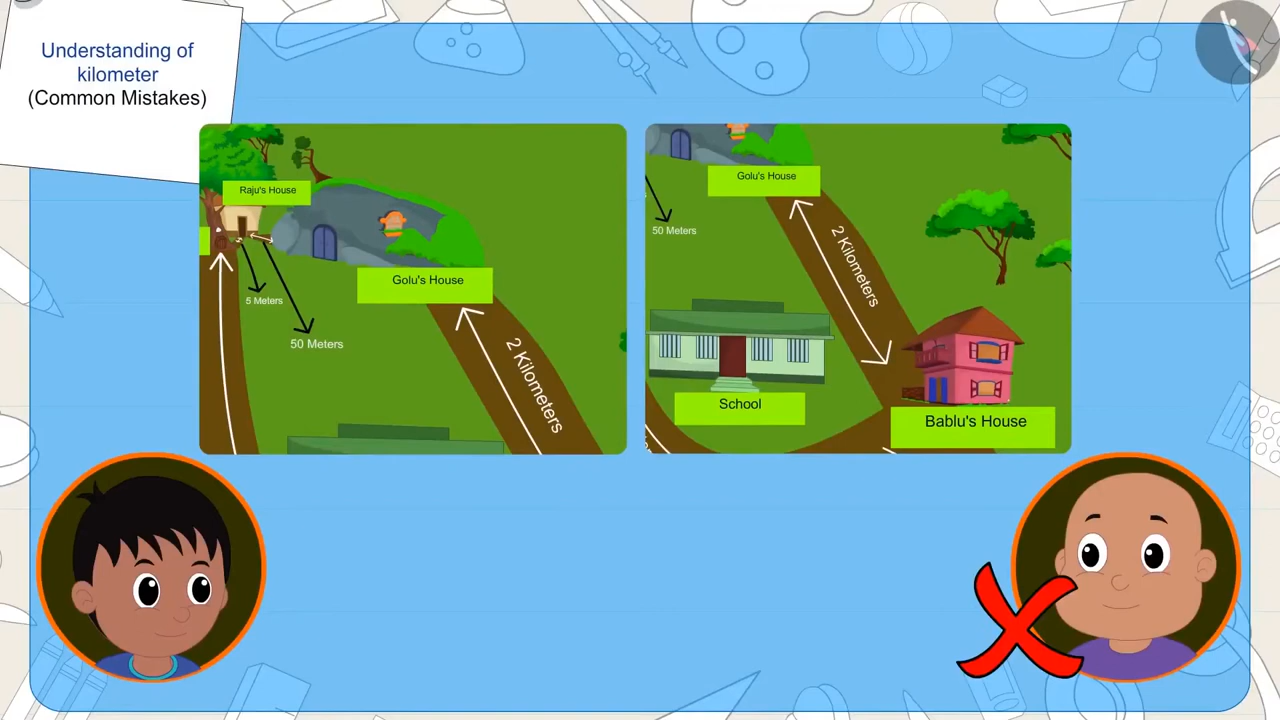 Understanding of
kilometer
(Common Mistakes)
Raju's House
Golu's House
5 Meters
50 Meters
2 Kilometers
Golu's House
50 Meters
2 Kilometers
School
Bablu's House